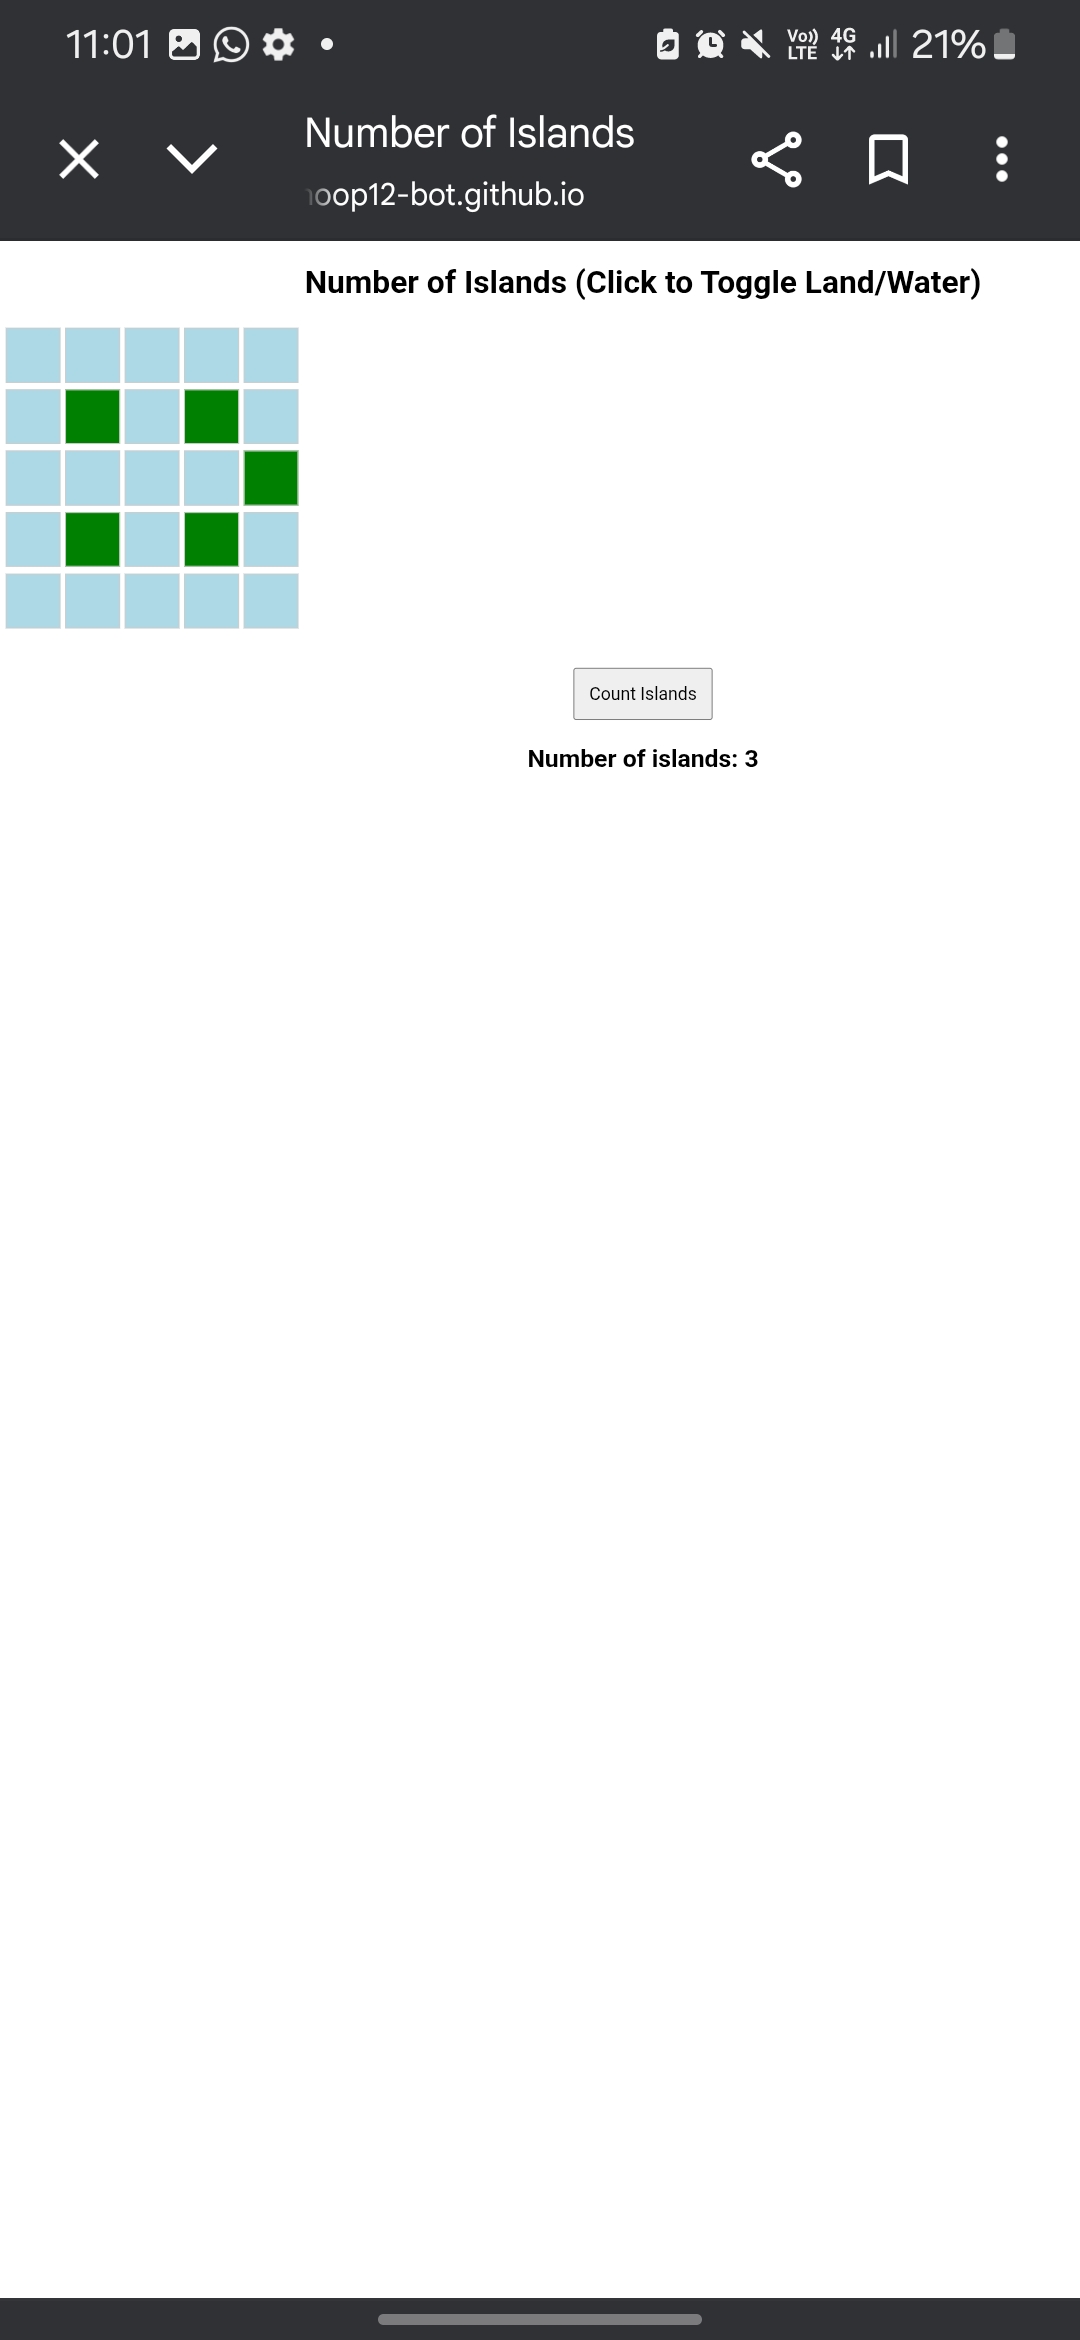 11:01 Vo)) LTE 4G 21%
Number of Islands
oop12-bot.github.io
Number of Islands (Click to Toggle Land/Water)
Count Islands
Number of islands: 3